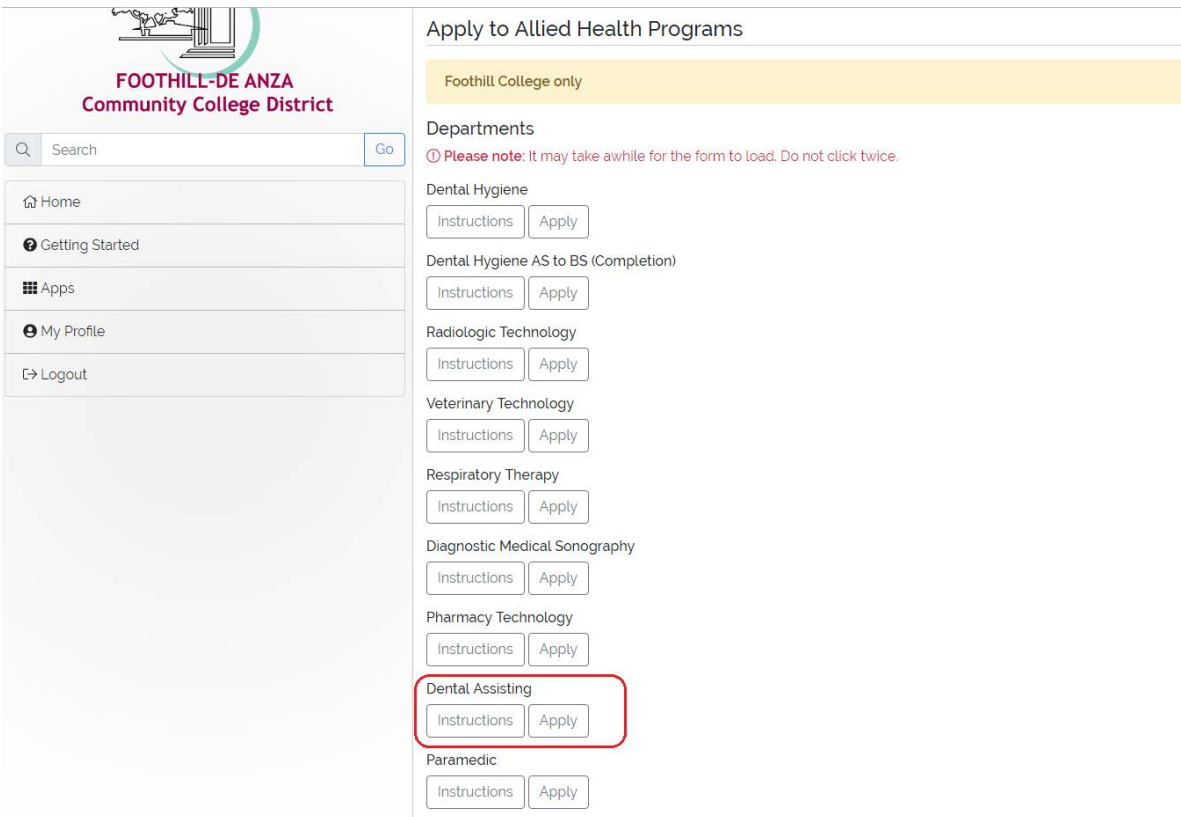 FOOTHILL-DE ANZA
Community College District
Search
Go
Home
Getting Started
Apps
My Profile
Logout
Apply to Allied Health Programs
Foothill College only
Departments
Please note: It may take awhile for the form to load. Do not click twice.
Dental Hygiene
Instructions Apply
Dental Hygiene AS to BS (Completion)
Instructions Apply
Radiologic Technology
Instructions Apply
Veterinary Technology
Instructions Apply
Respiratory Therapy
Instructions Apply
Diagnostic Medical Sonography
Instructions Apply
Pharmacy Technology
Instructions Apply
Dental Assisting
Instructions Apply
Paramedic
Instructions Apply